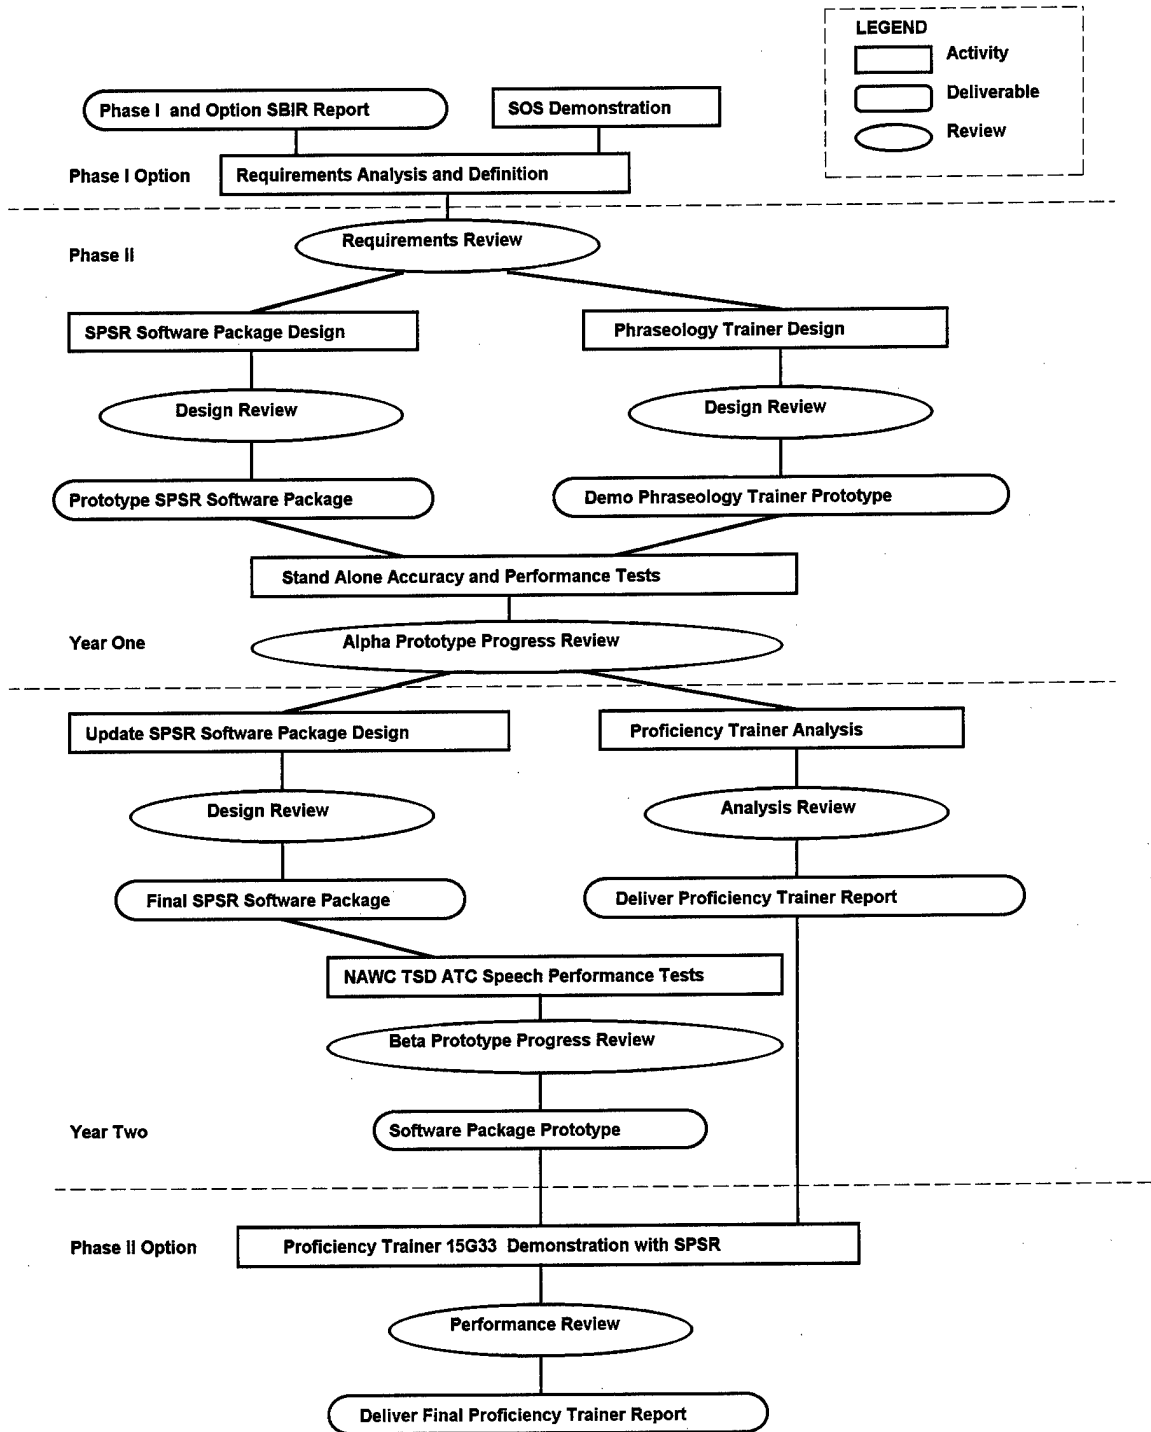 LEGEND
Activity
Deliverable
Review
Phase I and Option SBIR Report
SOS Demonstration
Phase I Option
Requirements Analysis and Definition
Requirements Review
Phase II
SPSR Software Package Design
Phraseology Trainer Design
Design Review
Design Review
Prototype SPSR Software Package
Demo Phraseology Trainer Prototype
Stand Alone Accuracy and Performance Tests
Year One
Alpha Prototype Progress Review
Update SPSR Software Package Design
Proficiency Trainer Analysis
Design Review
Analysis Review
Final SPSR Software Package
Deliver Proficiency Trainer Report
NAWC TSD ATC Speech Performance Tests
Beta Prototype Progress Review
Year Two
Software Package Prototype
Phase II Option
Proficiency Trainer 15G33 Demonstration with SPSR
Performance Review
Deliver Final Proficiency Trainer Report